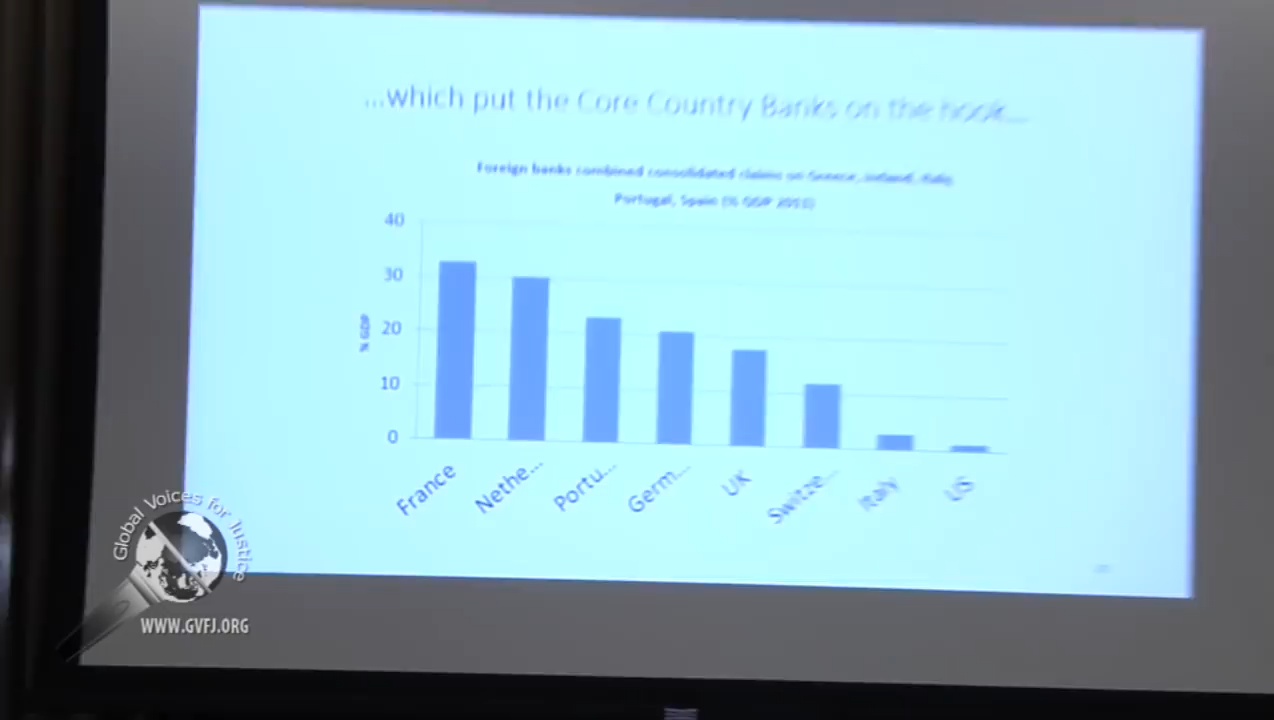 ...which put the Core Country Banks on the hook...
Foreign banks combined consolidated claims on Greece, Ireland, Italy,
Portugal, Spain (% GDP
40
30
20
10
0
% GDP
France
Nethe...
Portu...
Germ...
UK
Switze...
Italy
US
Global Voices for Justice
WWW.GVFJ.ORG